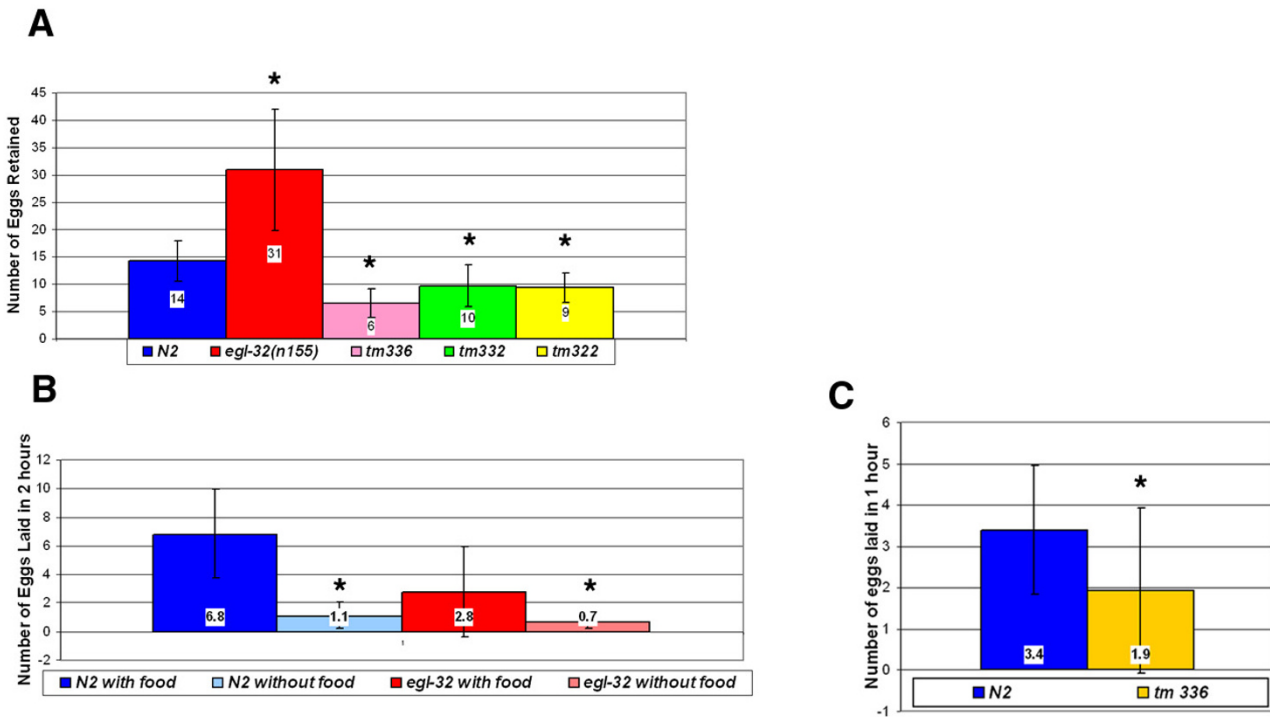 A
*
45
40
35
30
25
20
15
10
5
0
Number of Eggs Retained
* * *
14 31 6 10 9
N2 egl-32(n155) tm336 tm332 tm322
B
12
10
8
6
4
2
0
-2
Number of Eggs Laid in 2 hours
* *
6.8 1.1 2.8 0.7
N2 with food N2 without food egl-32 with food egl-32 without food
C
6
5
4
3
2
1
0
-1
Number of eggs laid in 1 hour
*
3.4 1.9
N2 tm 336